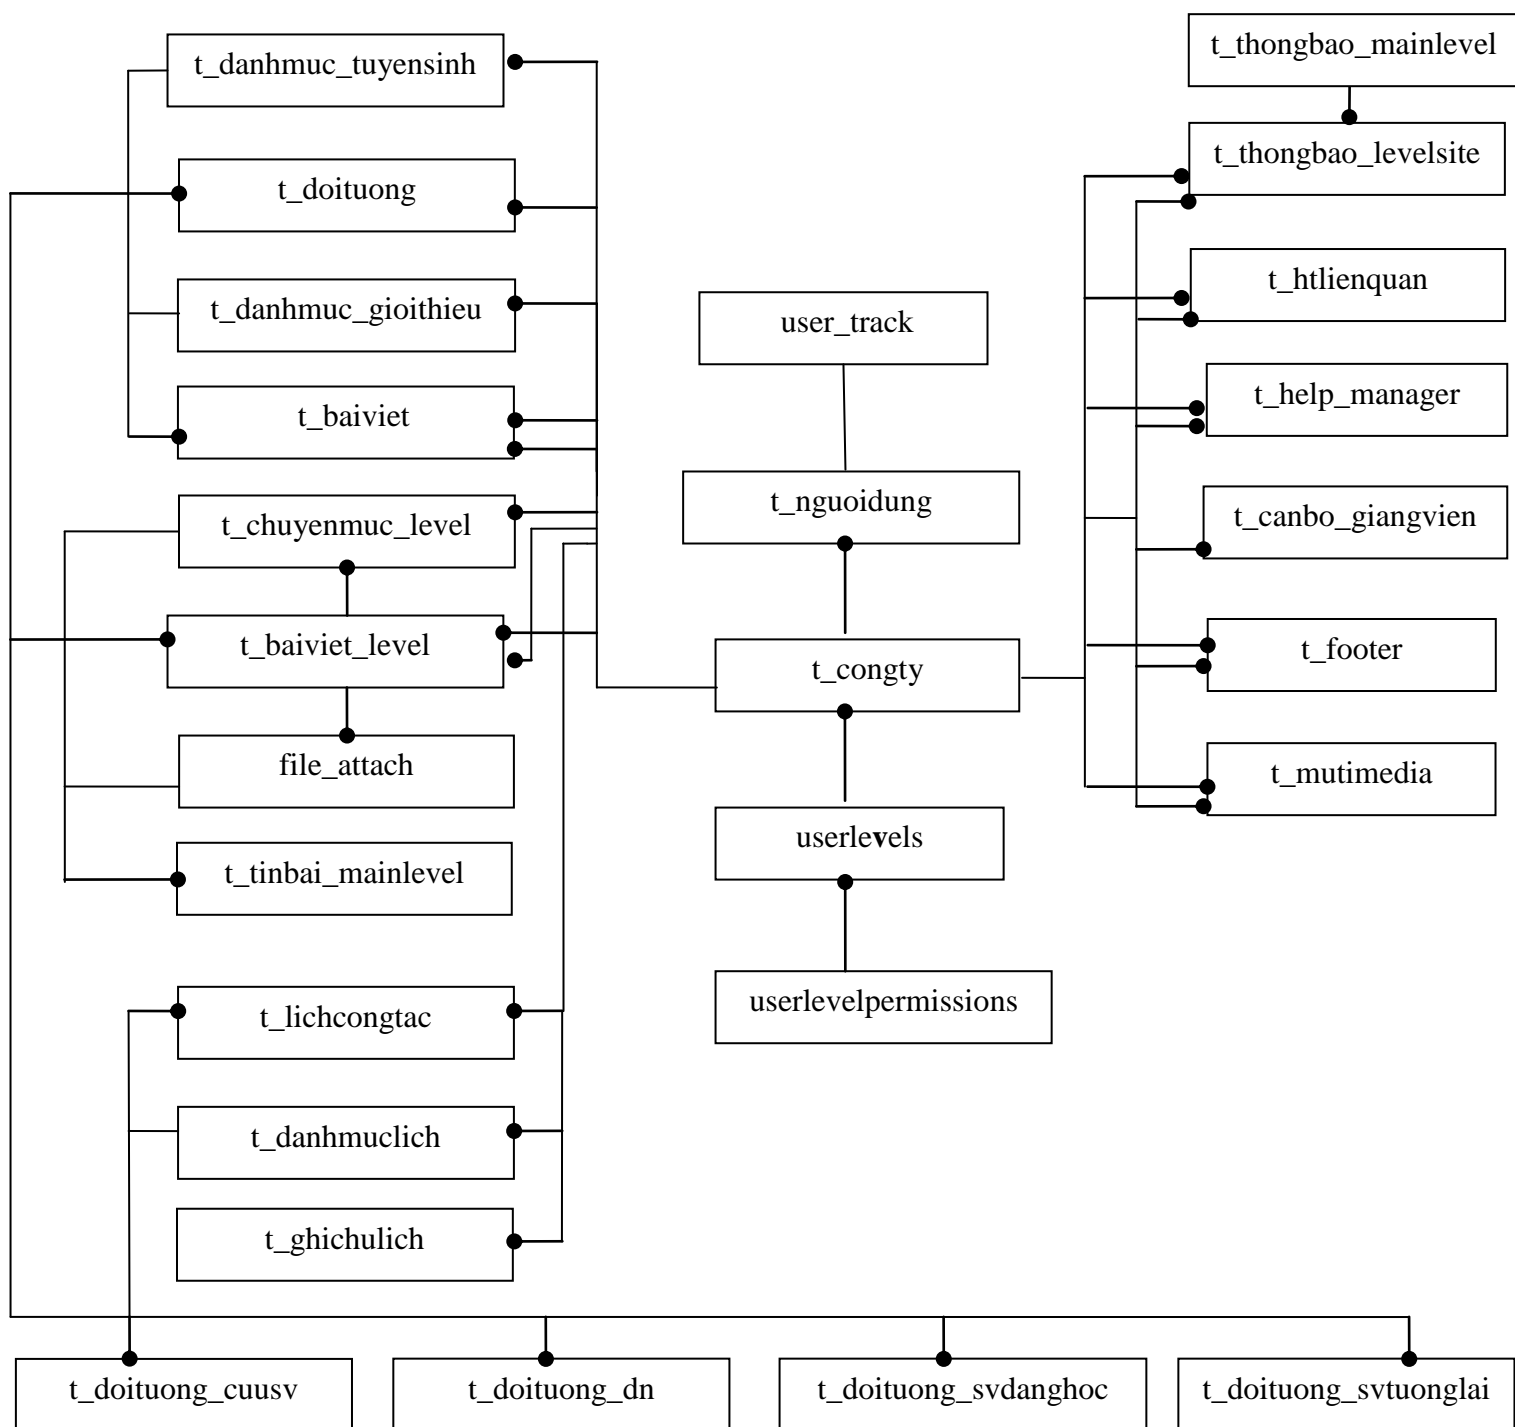 t_danhmuc_tuyensinh
t_doituong
t_danhmuc_gioithieu
t_baiviet
t_chuyenmuc_level
t_baiviet_level
file_attach
t_tinbai_mainlevel
t_lichcongtac
t_danhmuclich
t_ghichulich
user_track
t_nguoidung
t_congty
userlevels
userlevelpermissions
t_thongbao_mainlevel
t_thongbao_levelsite
t_htlienquan
t_help_manager
t_canbo_giangvien
t_footer
t_mutimedia
t_doituong_cuusv
t_doituong_dn
t_doituong_svdanghoc
t_doituong_svtuonglai